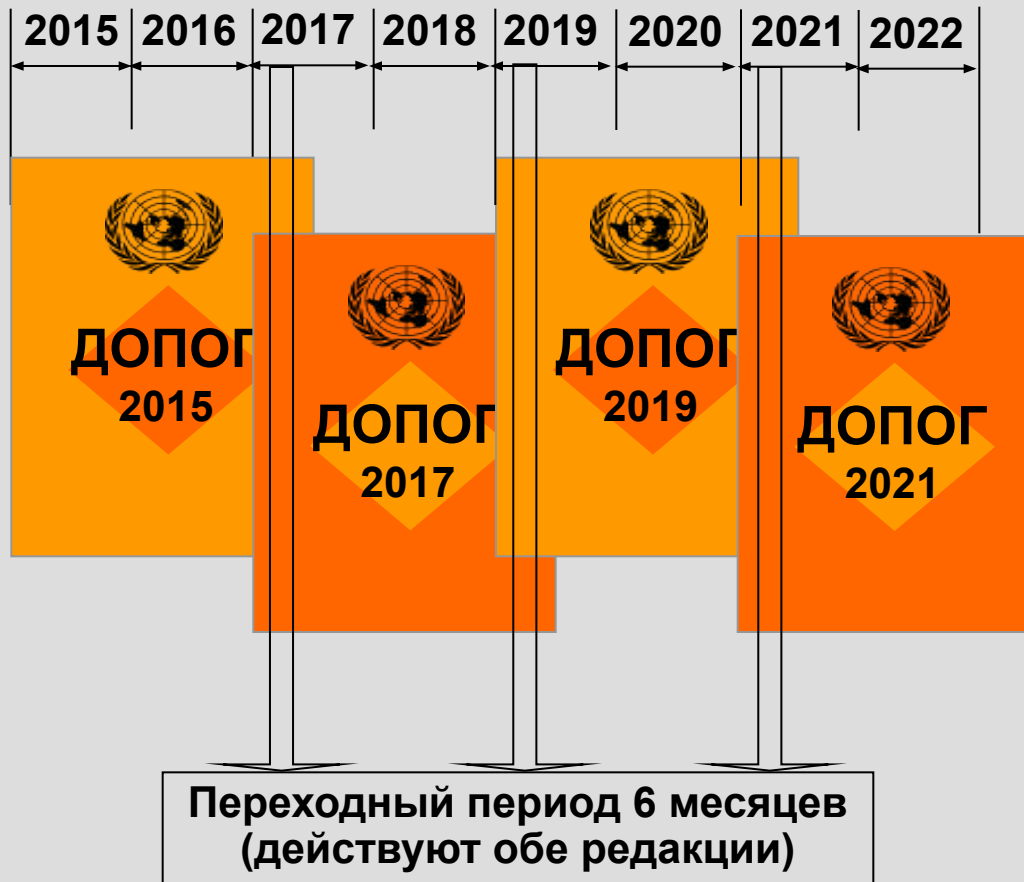 2015 2016 2017 2018 2019 2020 2021 2022
ДОПОГ
2015
ДОПОГ
2017
ДОПОГ
2019
ДОПОГ
2021
Переходный период 6 месяцев
(действуют обе редакции)